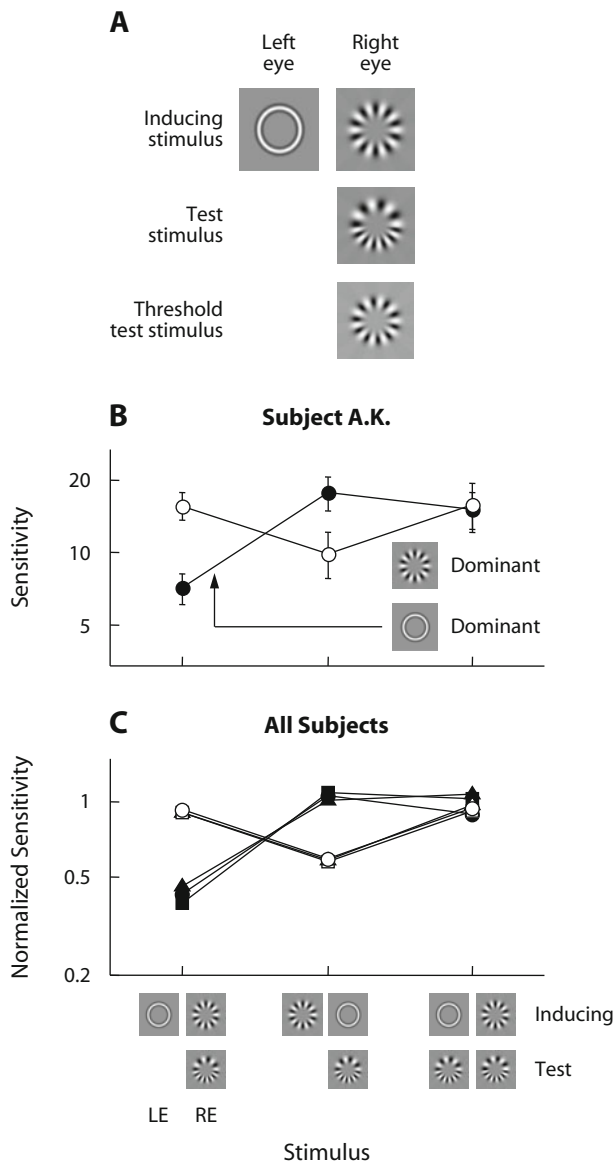 A
Left eye
Right eye
Inducing stimulus
Test stimulus
Threshold test stimulus
B
Subject A.K.
Sensitivity
20
10
5
Dominant
Dominant
C
All Subjects
Normalized Sensitivity
1
0.5
0.2
Inducing
Test
LE RE
Stimulus